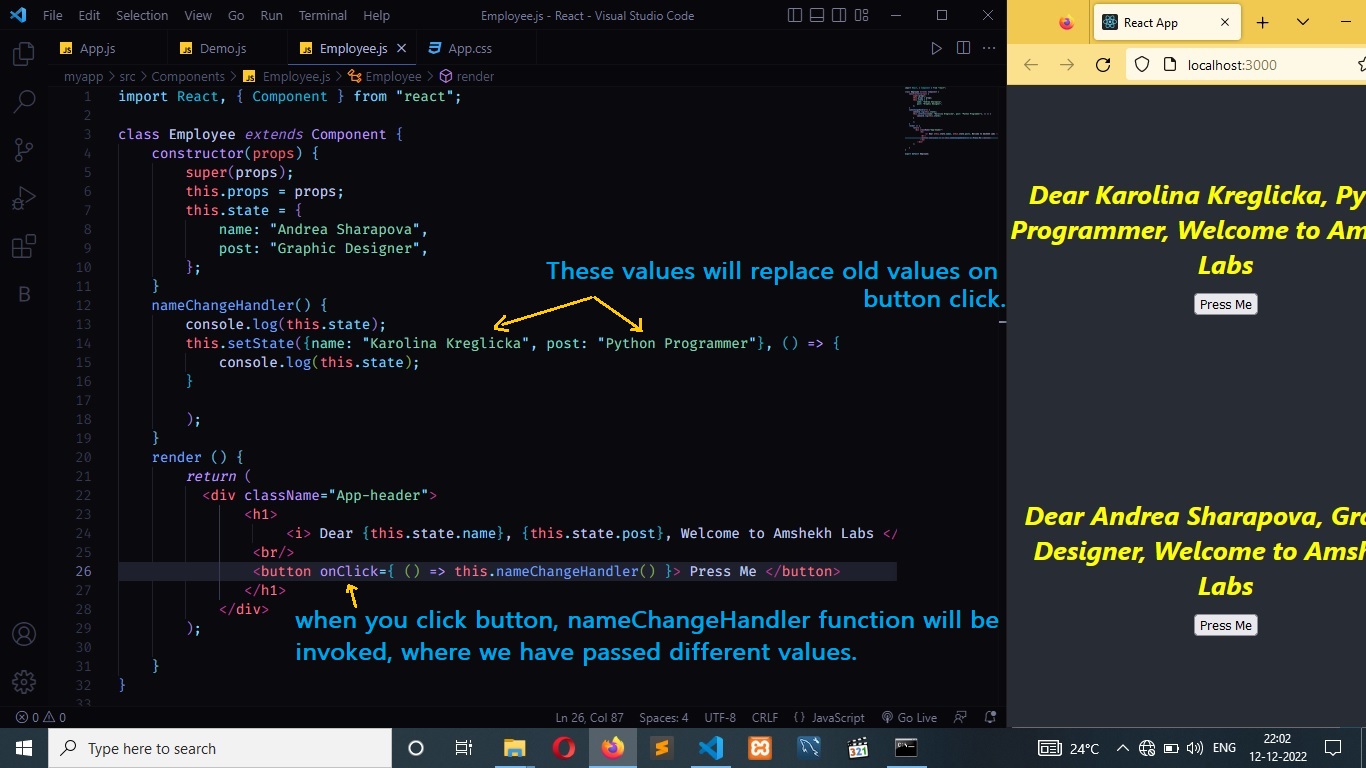 File Edit Selection View Go Run Terminal Help Employee.js - React - Visual Studio Code
React App
JS App.js JS Demo.js JS Employee.js App.css
localhost:3000
myapp > src > Components > JS Employee.js > Employee > render
1 import React, { Component } from "react";
2
3 class Employee extends Component {
4 constructor(props) {
5 super(props);
6 this.props = props;
7 this.state = {
8 name: "Andrea Sharapova",
9 post: "Graphic Designer",
10 };
11 }
12 nameChangeHandler() {
13 console.log(this.state);
14 this.setState({name: "Karolina Kreglicka", post: "Python Programmer"}, () => {
15 console.log(this.state);
16 }
17
18 );
19 }
20 render () {
21 return (
22 <div className="App-header">
23 <h1>
24 <i> Dear {this.state.name}, {this.state.post}, Welcome to Amshekh Labs </
25 <br/>
26 <button onClick={ () => this.nameChangeHandler() }> Press Me </button>
27 </h1>
28 </div>
29 );
30
31 }
32 }
33
These values will replace old values on
button click.
when you click button, nameChangeHandler function will be
invoked, where we have passed different values.
Dear Karolina Kreglicka, Py
Programmer, Welcome to Am
Labs
Press Me
Dear Andrea Sharapova, Gra
Designer, Welcome to Amsh
Labs
Press Me
0 0 Ln 26, Col 87 Spaces: 4 UTF-8 CRLF {} JavaScript Go Live
Type here to search
321
24°C ENG
22:02
12-12-2022